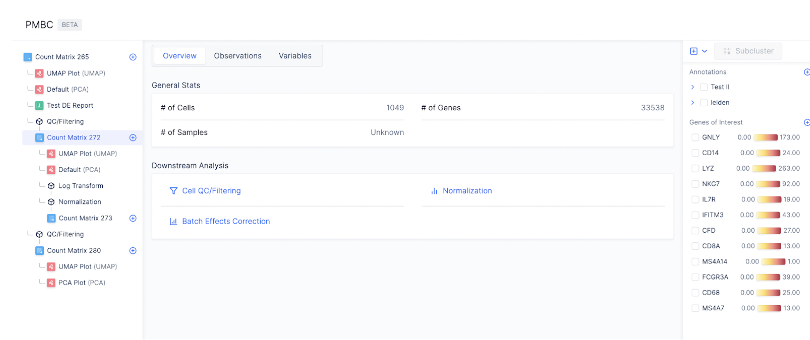 PMBC BETA
Count Matrix 265
UMAP Plot (UMAP)
Default (PCA)
Test DE Report
QC/Filtering
Count Matrix 272
UMAP Plot (UMAP)
Default (PCA)
Log Transform
Normalization
Count Matrix 273
QC/Filtering
Count Matrix 280
UMAP Plot (UMAP)
PCA Plot (PCA)
Overview Observations Variables
General Stats
# of Cells 1049 # of Genes 33538
# of Samples Unknown
Downstream Analysis
Cell QC/Filtering Normalization
Batch Effects Correction
Subcluster
Annotations
Test II
leiden
Genes of Interest
GNLY 0.00 173.00
CD14 0.00 24.00
LYZ 0.00 263.00
NKG7 0.00 92.00
IL7R 0.00 19.00
IFITM3 0.00 43.00
CFD 0.00 27.00
CD8A 0.00 13.00
MS4A14 0.00 1.00
FCGR3A 0.00 39.00
CD68 0.00 25.00
MS4A7 0.00 13.00